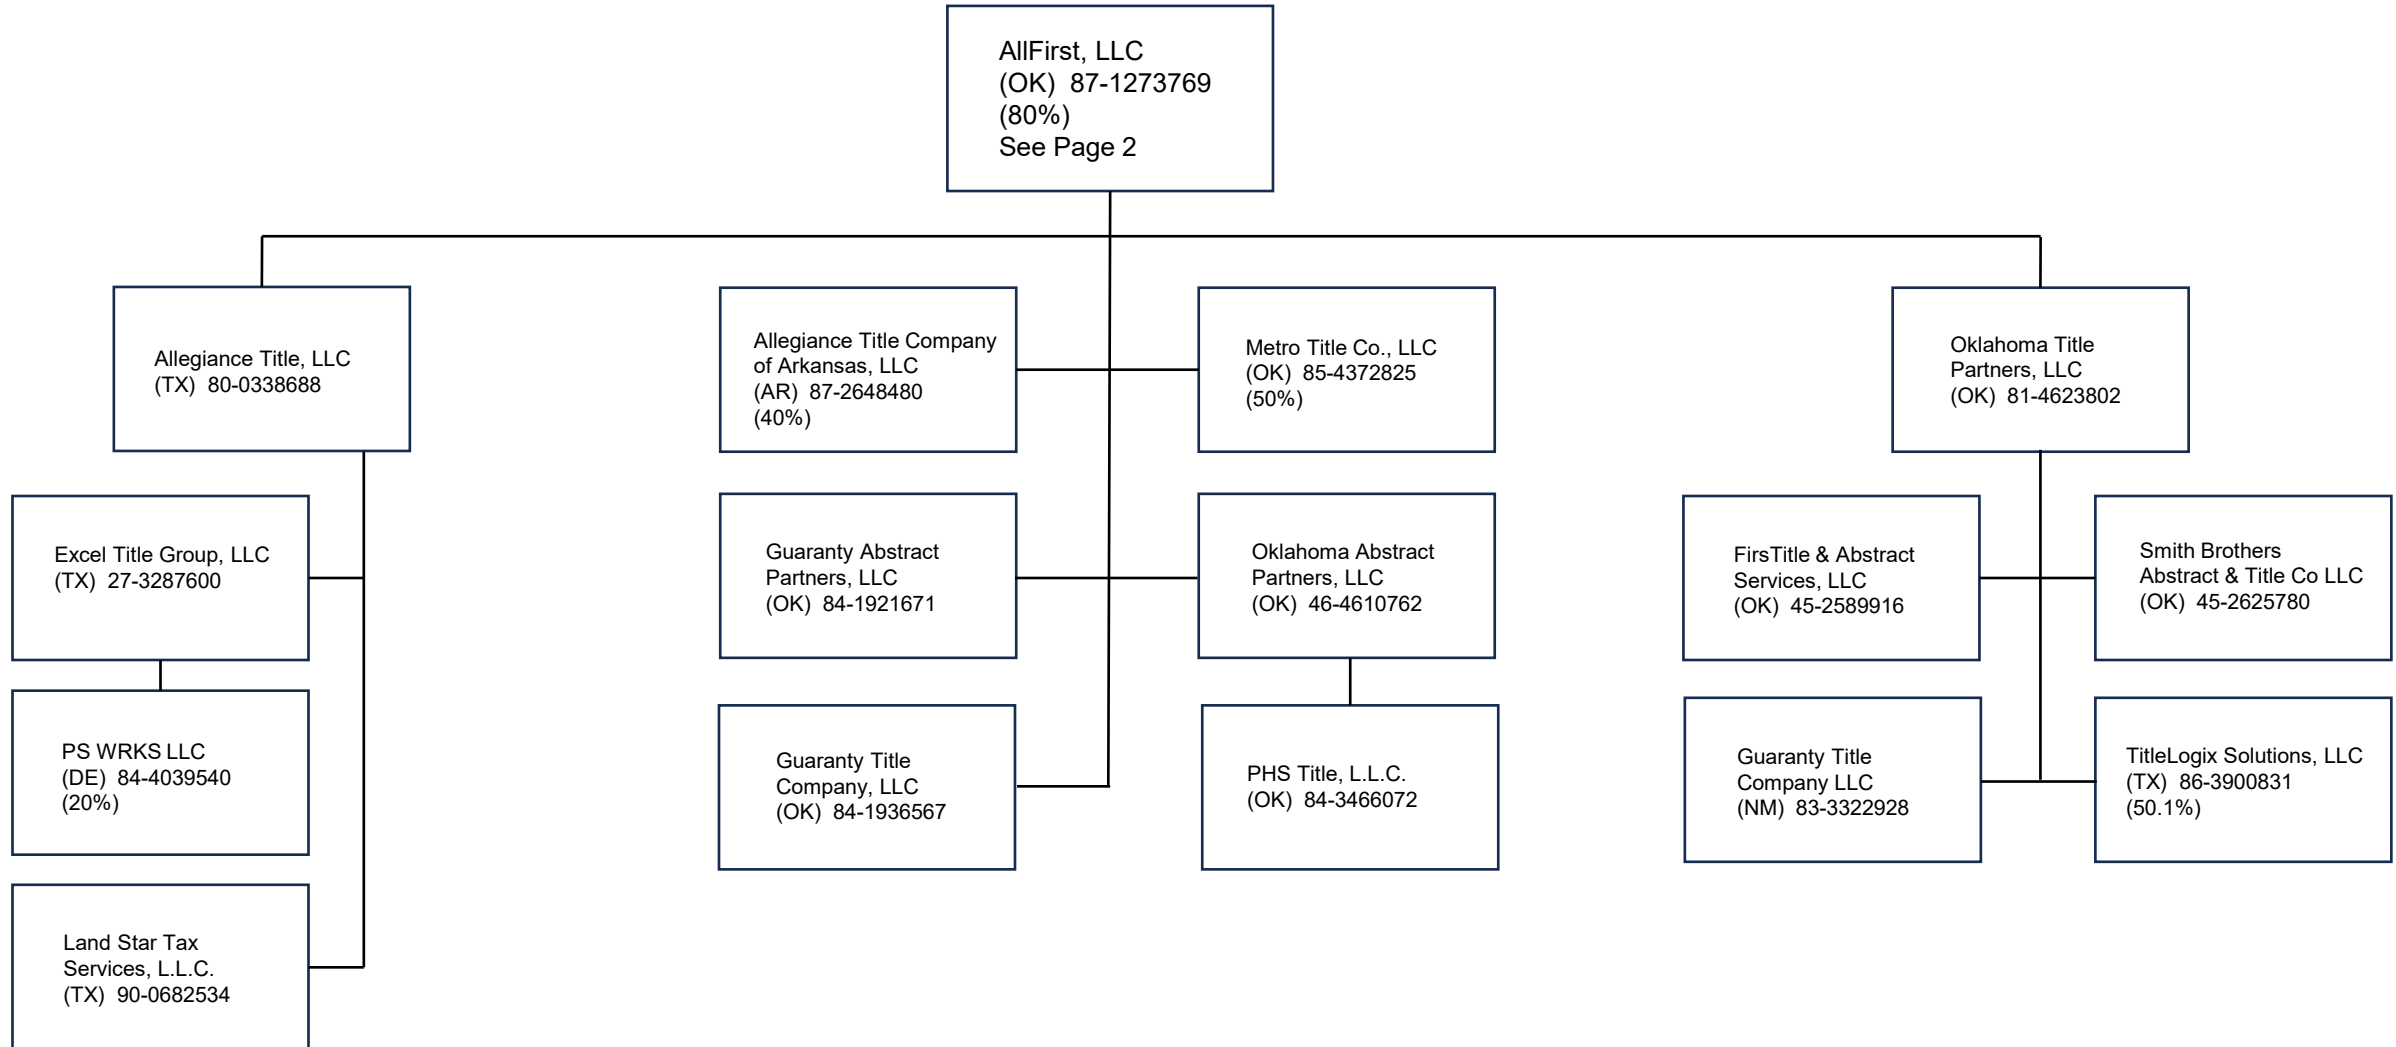 AllFirst, LLC
(OK) 87-1273769
(80%)
See Page 2
Allegiance Title, LLC
(TX) 80-0338688
Excel Title Group, LLC
(TX) 27-3287600
PS WRKS LLC
(DE) 84-4039540
(20%)
Land Star Tax
Services, L.L.C.
(TX) 90-0682534
Allegiance Title Company
of Arkansas, LLC
(AR) 87-2648480
(40%)
Metro Title Co., LLC
(OK) 85-4372825
(50%)
Guaranty Abstract
Partners, LLC
(OK) 84-1921671
Oklahoma Abstract
Partners, LLC
(OK) 46-4610762
Guaranty Title
Company, LLC
(OK) 84-1936567
PHS Title, L.L.C.
(OK) 84-3466072
Oklahoma Title
Partners, LLC
(OK) 81-4623802
FirsTitle & Abstract
Services, LLC
(OK) 45-2589916
Smith Brothers
Abstract & Title Co LLC
(OK) 45-2625780
Guaranty Title
Company LLC
(NM) 83-3322928
TitleLogix Solutions, LLC
(TX) 86-3900831
(50.1%)